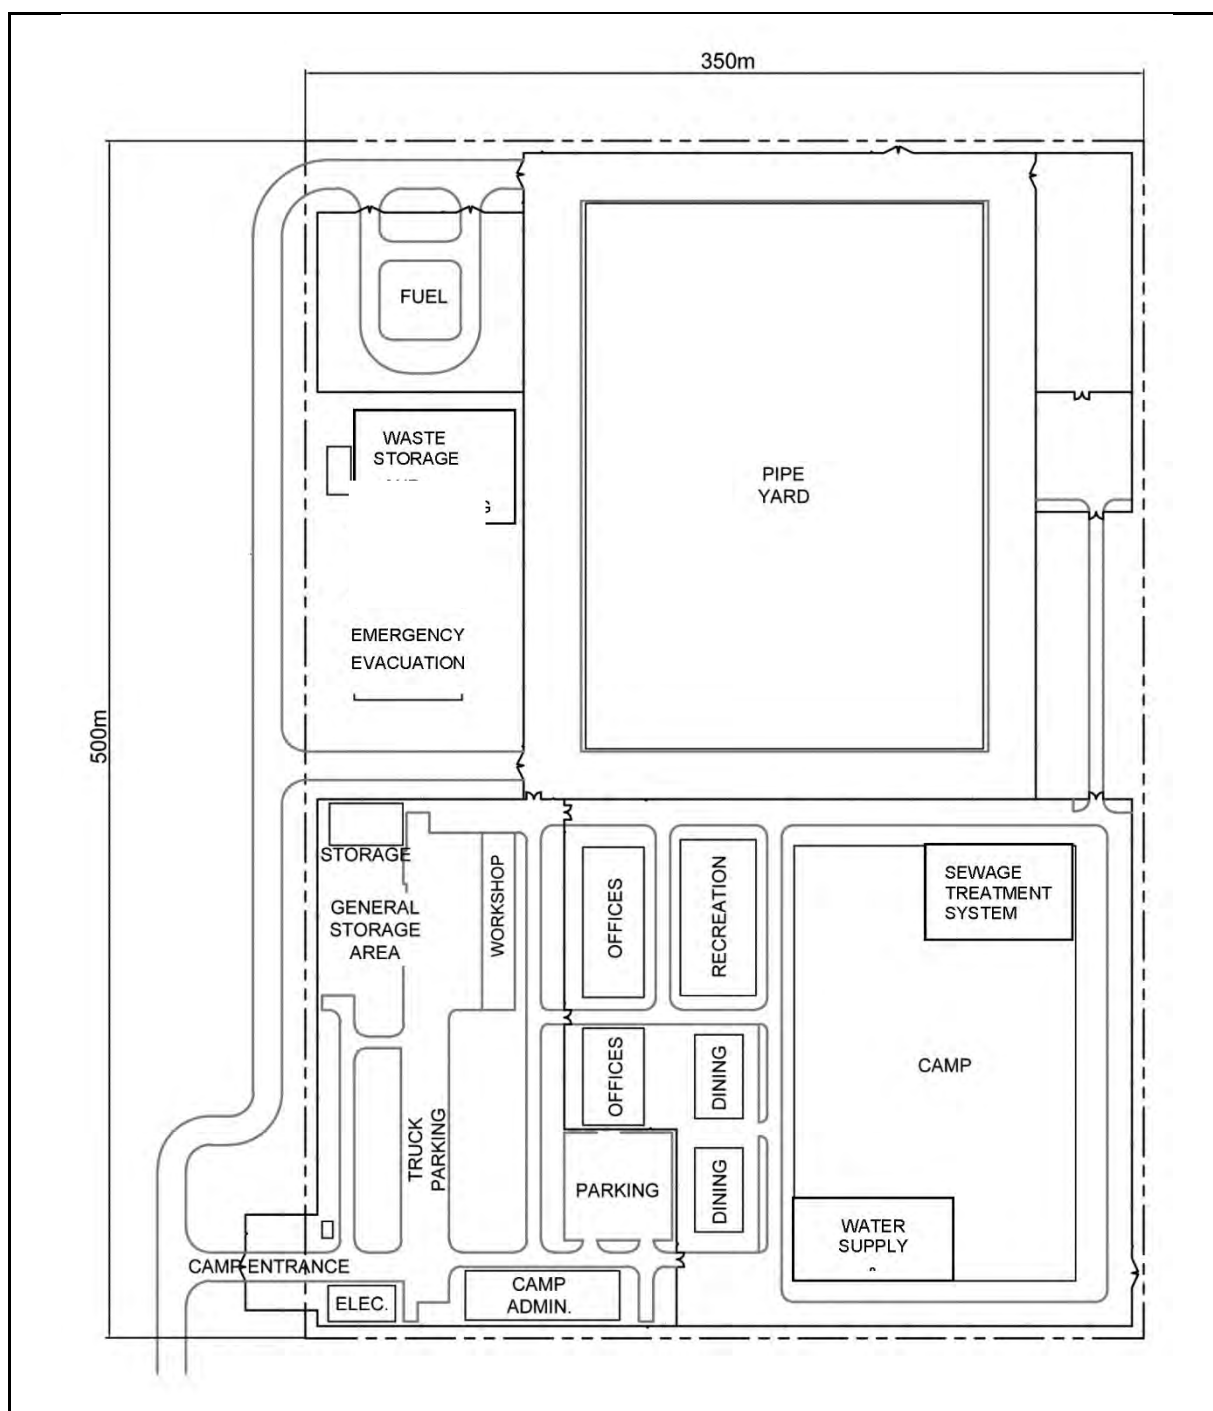 350m
500m
FUEL
WASTE
STORAGE
PIPE
YARD
EMERGENCY
EVACUATION
STORAGE
GENERAL
STORAGE
AREA
WORKSHOP
OFFICES
RECREATION
SEWAGE
TREATMENT
SYSTEM
OFFICES
DINING
CAMP
TRUCK
PARKING
PARKING
DINING
WATER
SUPPLY
CAMP ENTRANCE
ELEC.
CAMP
ADMIN.